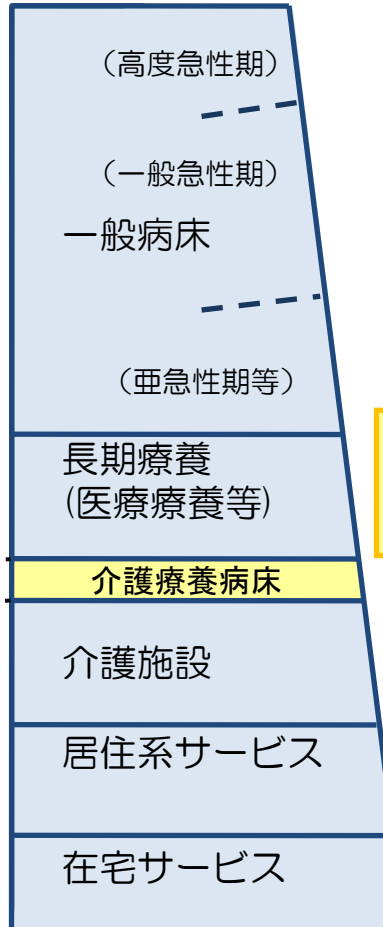 （高度急性期）
（一般急性期）
一般病床
（亜急性期等）
長期療養
(医療療養等)
介護療養病床
介護施設
居住系サービス
在宅サービス